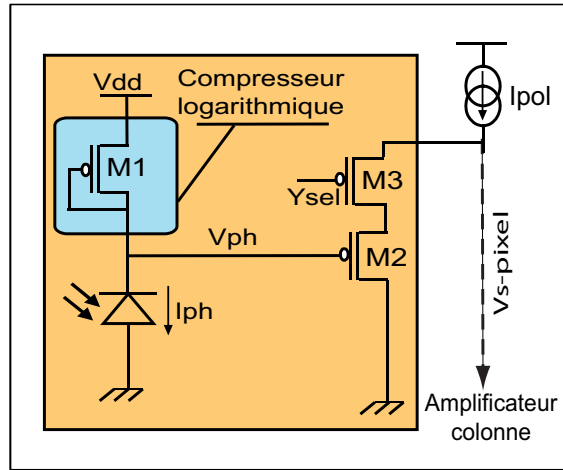 Vdd
Compresseur
logarithmique
Ipol
M1
M3
Ysel
Vph
M2
Iph
Vs-pixel
Amplificateur
colonne